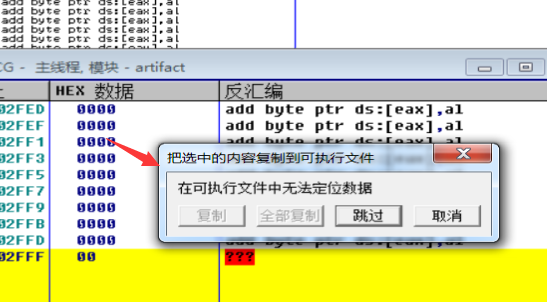 add byte ptr ds:[eax],al
add byte ptr ds:[eax],al
add byte ptr ds:[eax],al
add byte ptr ds:[eax],al
add byte ptr ds:[eax],al
CG - 主线程, 模块 - artifact
HEX 数据 反汇编
02FED 0000 add byte ptr ds:[eax],al
02FEF 0000 add byte ptr ds:[eax],al
02FF1 0000 add byte ptr ds:[eax],al
02FF3 0000
02FF5 0000
02FF7 0000
02FF9 0000
02FFB 0000
02FFD 0000 add byte ptr ds:[eax],al
02FFF 00 ???
把选中的内容复制到可执行文件
在可执行文件中无法定位数据
复制 全部复制 跳过 取消